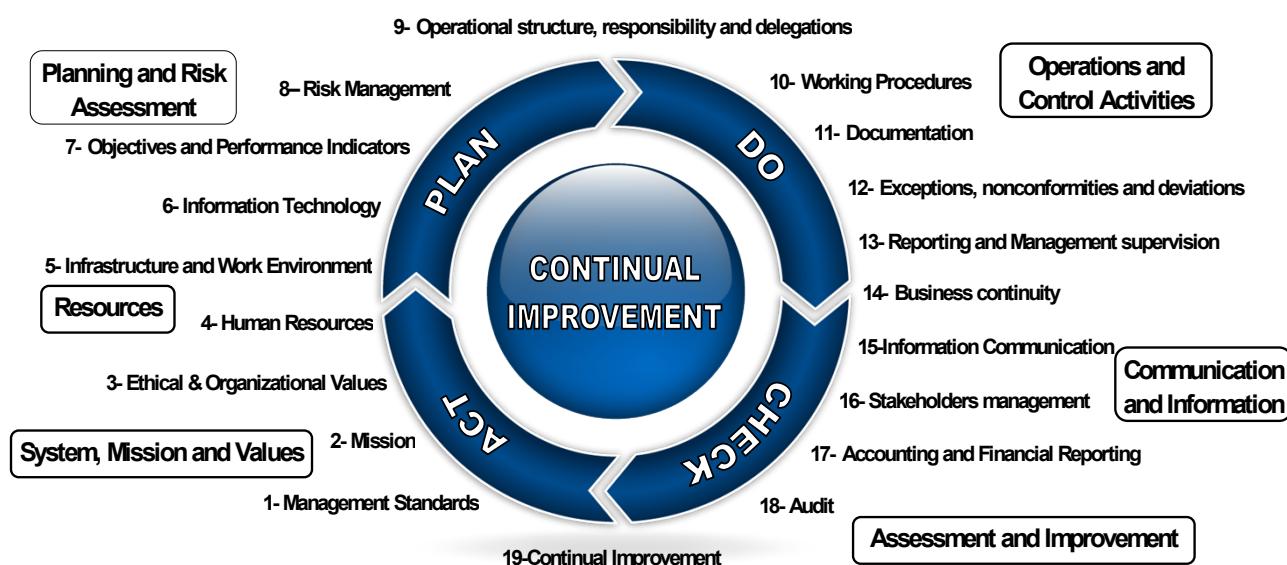 9- Operational structure, responsibility and delegations
Planning and Risk
Assessment
8– Risk Management
10- Working Procedures
Operations and
Control Activities
7- Objectives and Performance Indicators
11- Documentation
PLAN
DO
6- Information Technology
12- Exceptions, nonconformities and deviations
5- Infrastructure and Work Environment
13- Reporting and Management supervision
CONTINUAL
IMPROVEMENT
Resources
14- Business continuity
4- Human Resources
15-Information Communication
3- Ethical & Organizational Values
Communication
and Information
16- Stakeholders management
ACT
CHECK
System, Mission and Values
2- Mission
17- Accounting and Financial Reporting
1- Management Standards
18- Audit
Assessment and Improvement
19-Continual Improvement